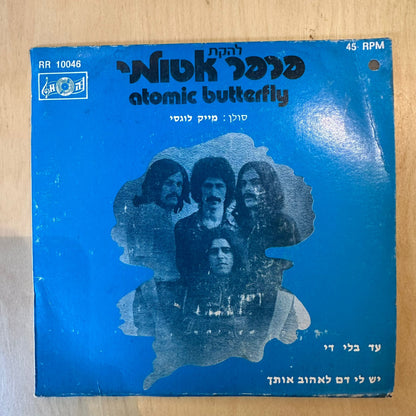 RR 10046
45 RPM
להקת
פרפר אטומי
atomic butterfly
סולן: מייק לוגסי
עד בלי די
יש לי דם לאהוב אותך